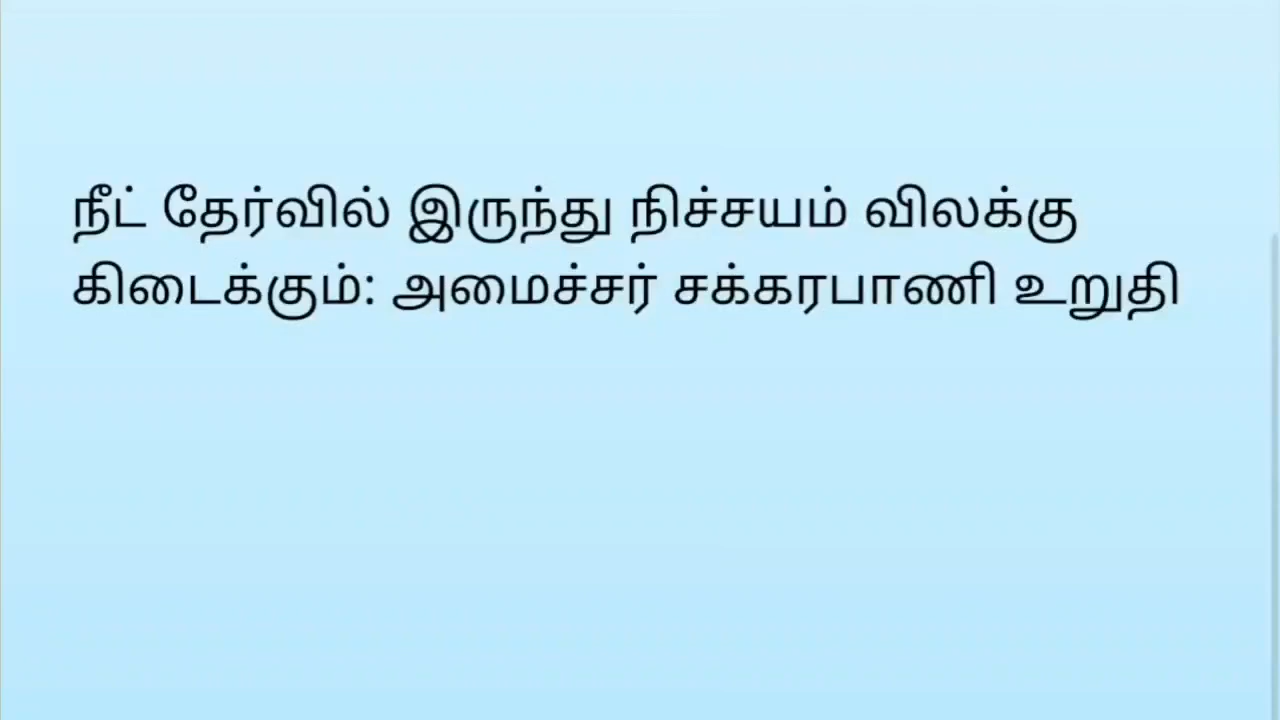 நீட் தேர்வில் இருந்து நிச்சயம் விலக்கு
கிடைக்கும்: அமைச்சர் சக்கரபாணி உறுதி